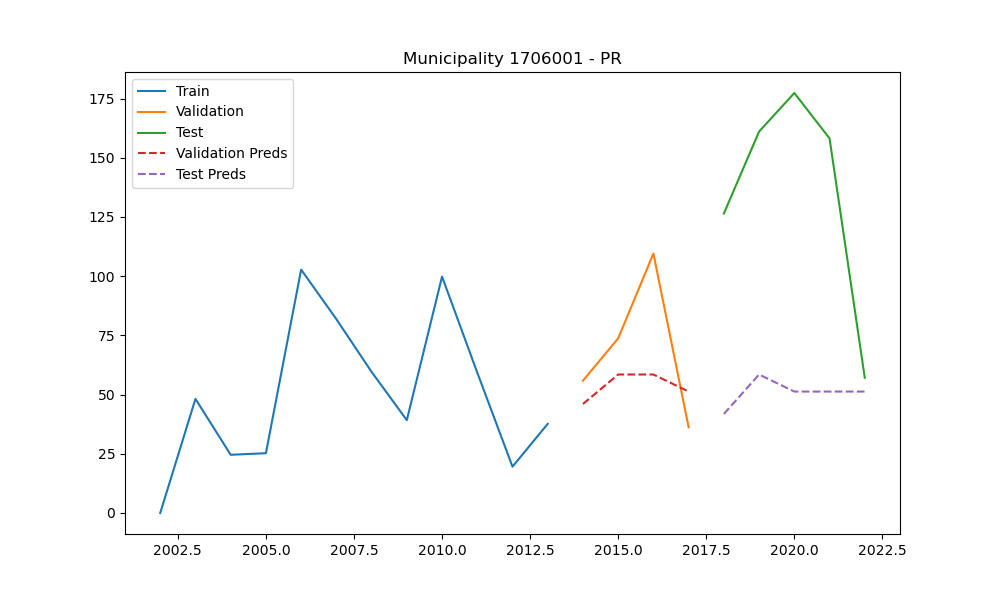 Municipality 1706001 - PR
Train
Validation
Test
Validation Preds
Test Preds
175
150
125
100
75
50
25
0
2002.5 2005.0 2007.5 2010.0 2012.5 2015.0 2017.5 2020.0 2022.5